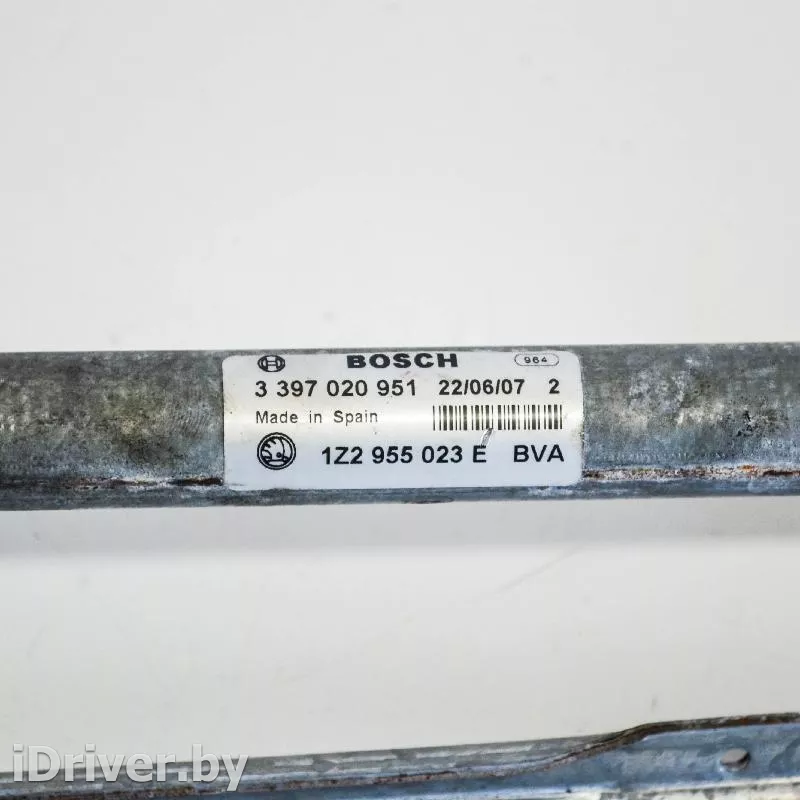 BOSCH 964
3 397 020 951 22/06/07 2
Made in Spain
1Z2 955 023 E BVA
iDriver.by